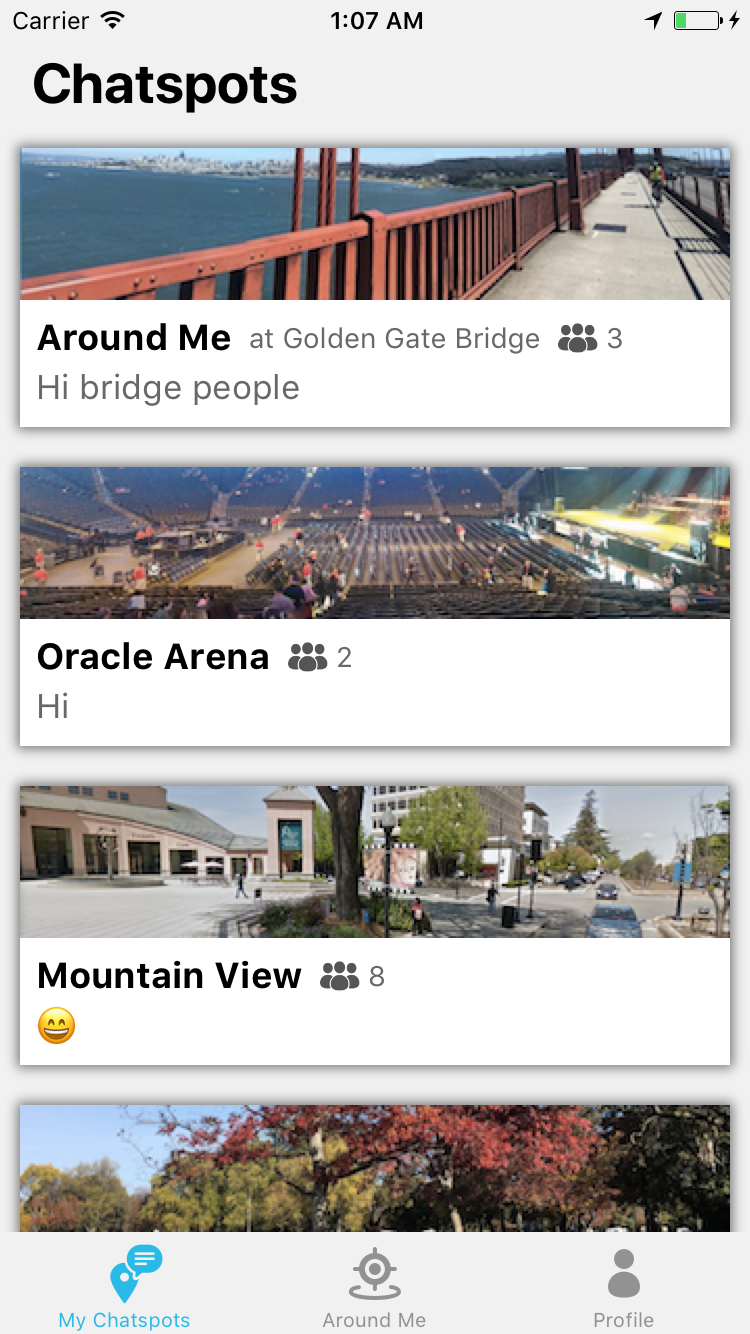 Carrier 1:07 AM
Chatspots
Around Me at Golden Gate Bridge 3
Hi bridge people
Oracle Arena 2
Hi
Mountain View 8
😄
My Chatspots Around Me Profile